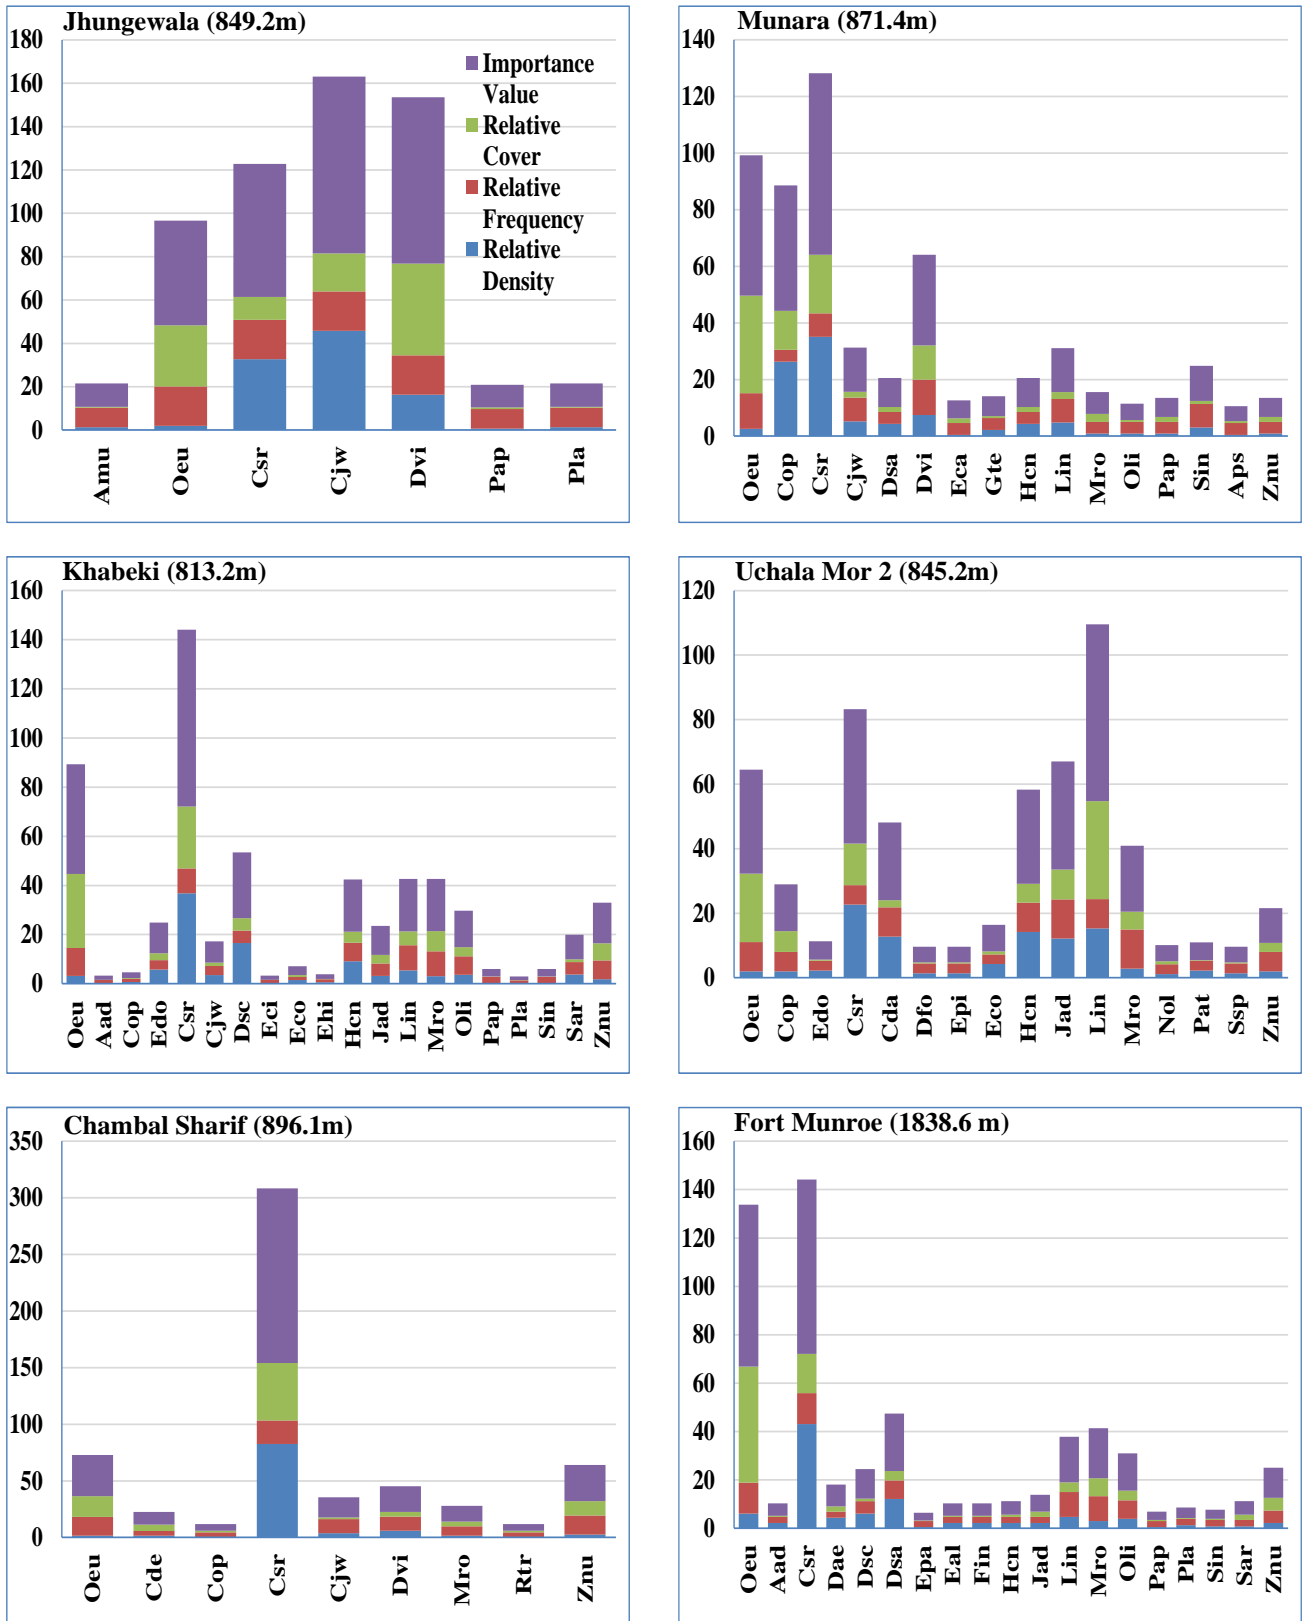 Jhungewala (849.2m)
180
160
140
120
100
80
60
40
20
0
Importance
Value
Relative
Cover
Relative
Frequency
Relative
Density
Amu Oeu Csr Cjw Dvi Pap Pla
Munara (871.4m)
140
120
100
80
60
40
20
0
Oeu Cop Csr Cjw Dsa Dvi Eca Gte Hcn Lin Mro Oli Pap Sin Aps Znu
Khabeki (813.2m)
160
140
120
100
80
60
40
20
0
Oeu Aad Cop Edo Csr Cjw Dsc Eci Eco Ehi Hcn Jad Lin Mro Oli Pap Pla Sin Sar Znu
Uchala Mor 2 (845.2m)
120
100
80
60
40
20
0
Oeu Cop Edo Csr Cda Dfo Epi Eco Hcn Jad Lin Mro Nol Pat Ssp Znu
Chambal Sharif (896.1m)
350
300
250
200
150
100
50
0
Oeu Cde Cop Csr Cjw Dvi Mro Rtr Znu
Fort Munroe (1838.6 m)
160
140
120
100
80
60
40
20
0
Oeu Aad Csr Dae Dsc Dsa Epa Eal Fin Hcn Jad Lin Mro Oli Pap Pla Sin Sar Znu